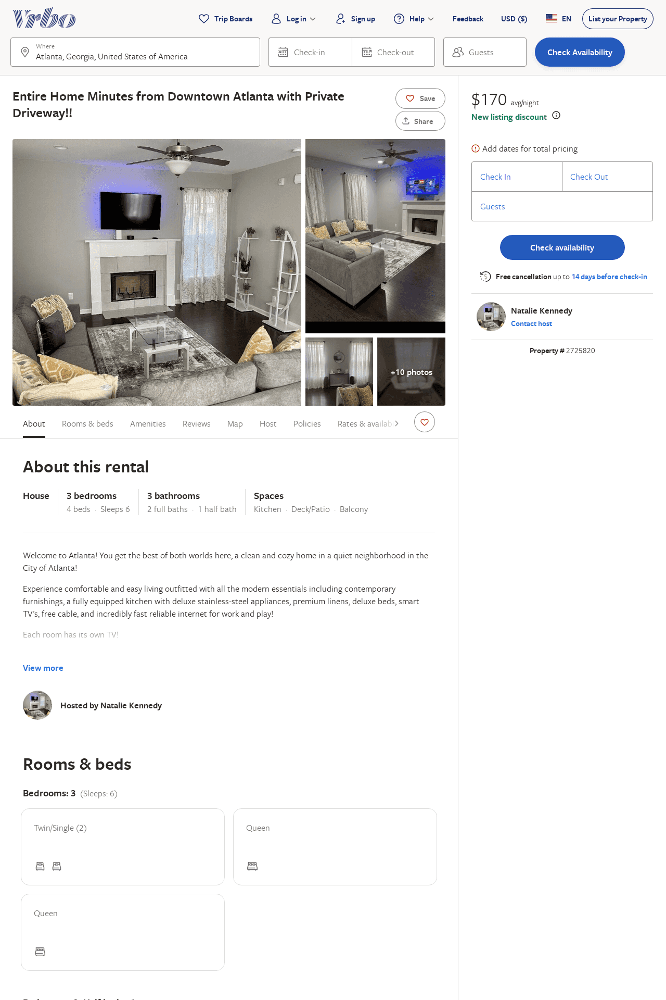 Vrbo
Trip Boards
Log in
Sign up
Help
Feedback
USD ($)
EN
List your Property
Where
Atlanta, Georgia, United States of America
Check-in
Check-out
Guests
Check Availability
Entire Home Minutes from Downtown Atlanta with Private
Driveway!!
Save
Share
+10 photos
$170 avg/night
New listing discount
Add dates for total pricing
Check In
Check Out
Guests
Check availability
Free cancellation up to 14 days before check-in
Natalie Kennedy
Contact host
Property # 2725820
About
Rooms & beds
Amenities
Reviews
Map
Host
Policies
Rates &
About this rental
House
3 bedrooms
4 beds · Sleeps 6
3 bathrooms
2 full baths · 1 half bath
Spaces
Kitchen · Deck/Patio · Balcony
Welcome to Atlanta! You get the best of both worlds here, a clean and cozy home in a quiet neighborhood in the
City of Atlanta!
Experience comfortable and easy living outfitted with all the modern essentials including contemporary
furnishings, a fully equipped kitchen with deluxe stainless-steel appliances, premium linens, deluxe beds, smart
TV's, free cable, and incredibly fast reliable internet for work and play!
Each room has its own TV!
View more
Hosted by Natalie Kennedy
Rooms & beds
Bedrooms: 3 (Sleeps: 6)
Twin/Single (2)
Queen
Queen